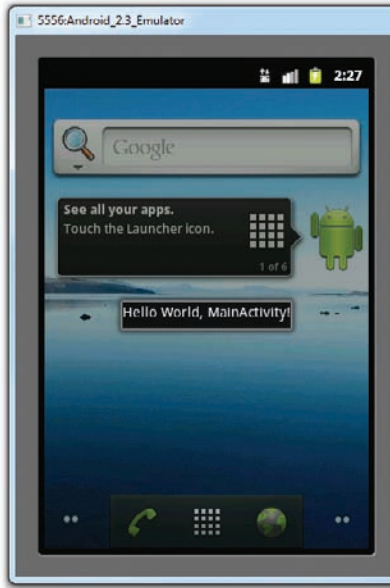 5556:Android_2.3_Emulator
2:27
Google
See all your apps.
Touch the Launcher icon.
1 of 6
Hello World, MainActivity!